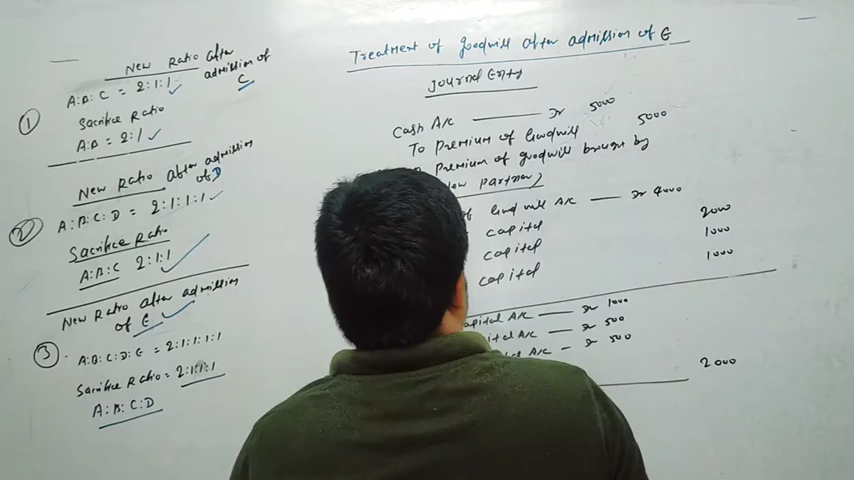 New Ratio after
admission of
C
A:B:C = 2:1:1
①
Sacrifice Ratio
A:B = 2:1
New Ratio after admission
of D
② A:B:C:D = 2:1:1:1
Sacrifice Ratio
A:B:C 2:1:1
New Ratio after admission
of E
③ A:B:C:D:E = 2:1:1:1:1
Sacrifice Ratio = 2:1:1:1
A:B:C:D
Treatment of goodwill after admission of E
Journal Entry
Cash A/c Dr 5000
To Premium of Goodwill 5000
Premium of goodwill brought by
partner)
of Goodwill A/c Dr 4000
capital 2000
capital 1000
capital 1000
capital A/c Dr 1000
A/c Dr 500
A/c Dr 500
2000